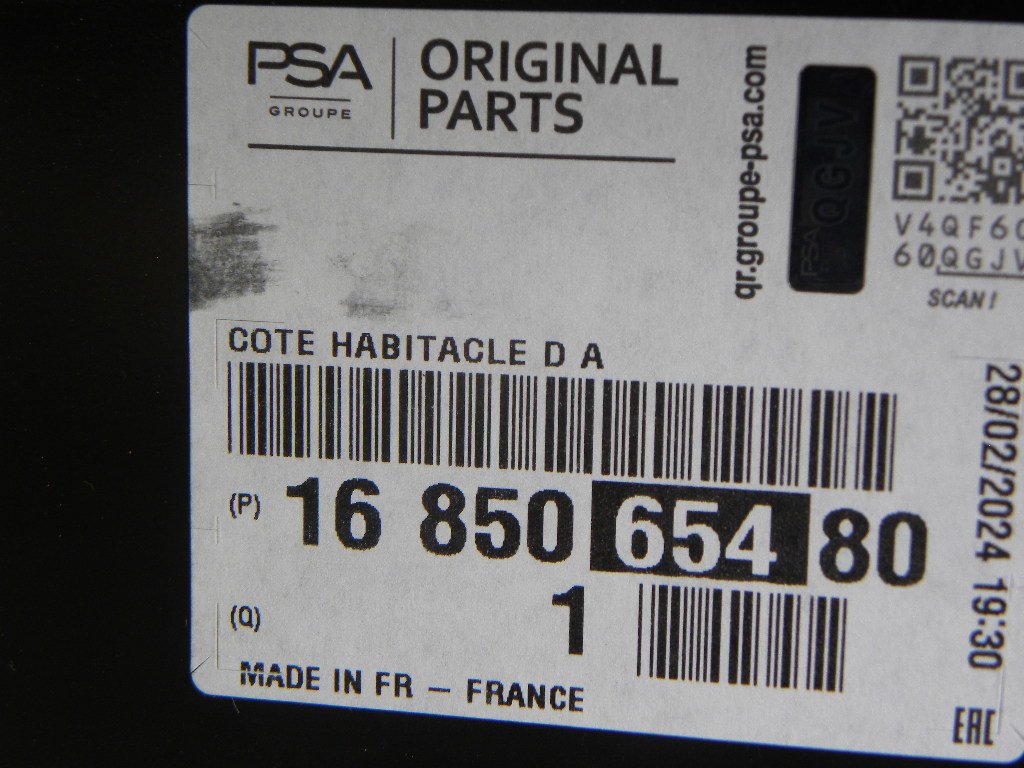 PSA
GROUPE
ORIGINAL
PARTS
qr.groupe-psa.com
PSA QGJV
V4QF6
60QGJV
SCAN!
COTE HABITACLE D A
(P) 16 850 654 80
(Q) 1
MADE IN FR – FRANCE
28/02/2024 19:30
EAC